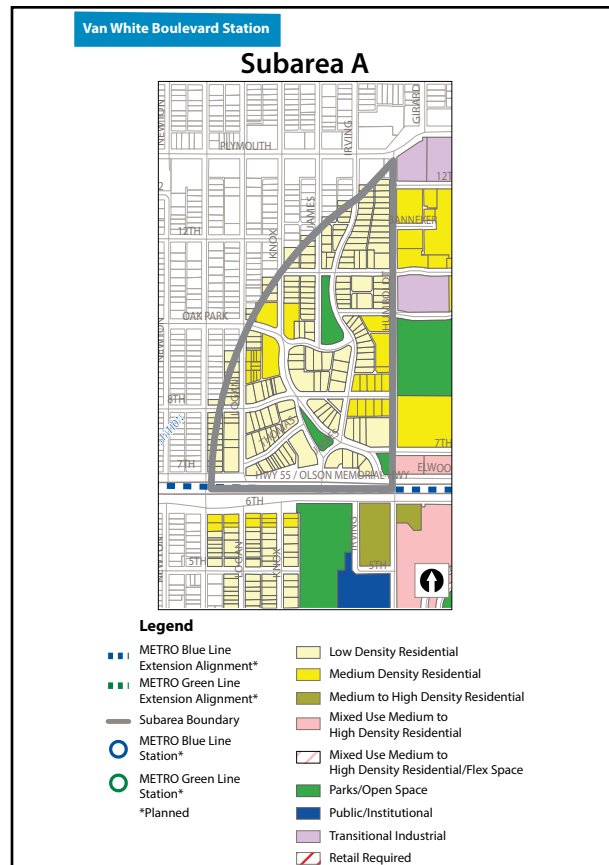 Van White Boulevard Station
Subarea A
NEWTON
IRVING
GIRARD
PLYMOUTH
12TH
JAMES
BANNEKER
12TH
KNOX
HUMBOLDT
OAK PARK
NEWTON
LOGAN
8TH
THOMAS
JAMES
7TH
7TH
ELWOO
HWY 55 / OLSON MEMORIAL HWY
6TH
NEWTON
5TH
LOGAN
KNOX
IRVING
5TH
Legend
METRO Blue Line
Extension Alignment*
METRO Green Line
Extension Alignment*
Subarea Boundary
METRO Blue Line
Station*
METRO Green Line
Station*
*Planned
Low Density Residential
Medium Density Residential
Medium to High Density Residential
Mixed Use Medium to
High Density Residential
Mixed Use Medium to
High Density Residential/Flex Space
Parks/Open Space
Public/Institutional
Transitional Industrial
Retail Required